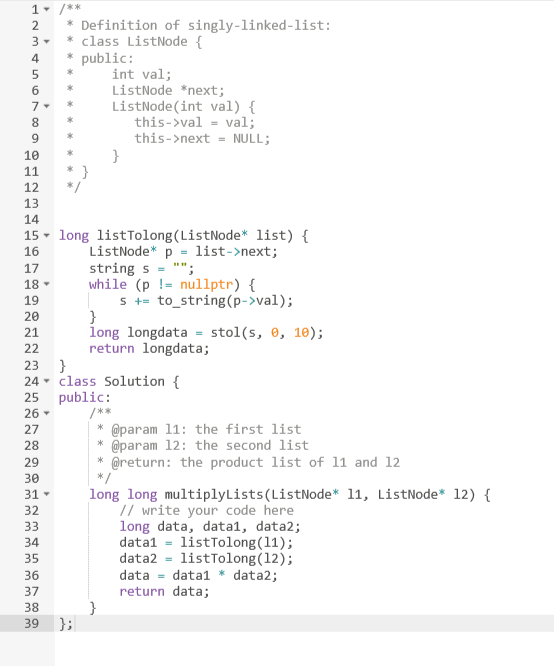 1 /**
2  * Definition of singly-linked-list:
3  * class ListNode {
4  * public:
5  *     int val;
6  *     ListNode *next;
7  *     ListNode(int val) {
8  *        this->val = val;
9  *        this->next = NULL;
10  *     }
11  * }
12  */
13
14
15 long listTolong(ListNode* list) {
16     ListNode* p = list->next;
17     string s = "";
18     while (p != nullptr) {
19         s += to_string(p->val);
20     }
21     long longdata = stol(s, 0, 10);
22     return longdata;
23 }
24 class Solution {
25 public:
26     /**
27      * @param l1: the first list
28      * @param l2: the second list
29      * @return: the product list of l1 and l2
30      */
31     long long multiplyLists(ListNode* l1, ListNode* l2) {
32         // write your code here
33         long data, data1, data2;
34         data1 = listTolong(l1);
35         data2 = listTolong(l2);
36         data = data1 * data2;
37         return data;
38     }
39 };